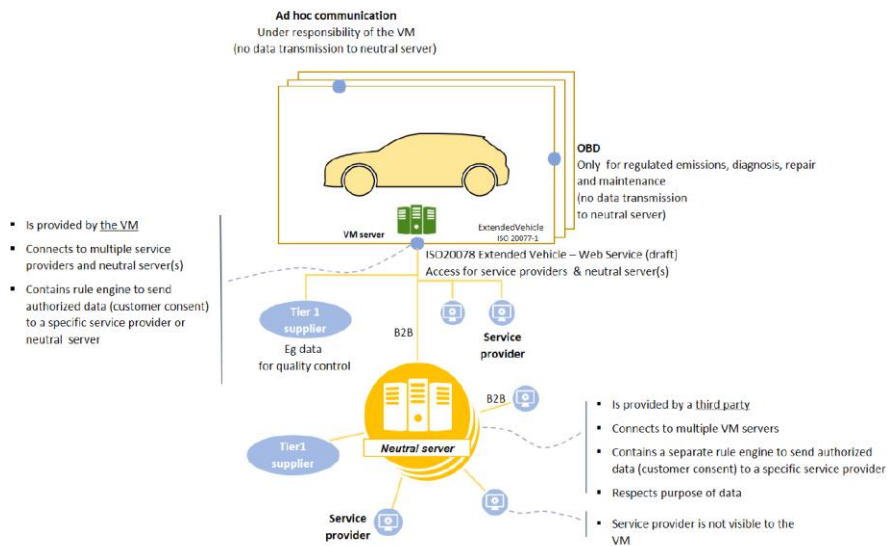 Ad hoc communication
Under responsibility of the VM
(no data transmission to neutral server)
OBD
Only for regulated emissions, diagnosis, repair
and maintenance
(no data transmission
to neutral server)
VM server
ExtendedVehicle
ISO 20077-1
▪ Is provided by the VM
▪ Connects to multiple service
providers and neutral server(s)
▪ Contains rule engine to send
authorized data (customer consent)
to a specific service provider or
neutral server
ISO20078 Extended Vehicle – Web Service (draft)
Access for service providers & neutral server(s)
Tier 1
supplier
Eg data
for quality control
B2B
Service
provider
B2B
Neutral server
Tier1
supplier
Service
provider
▪ Is provided by a third party
▪ Connects to multiple VM servers
▪ Contains a separate rule engine to send authorized
data (customer consent) to a specific service provider
▪ Respects purpose of data
▪ Service provider is not visible to the
VM